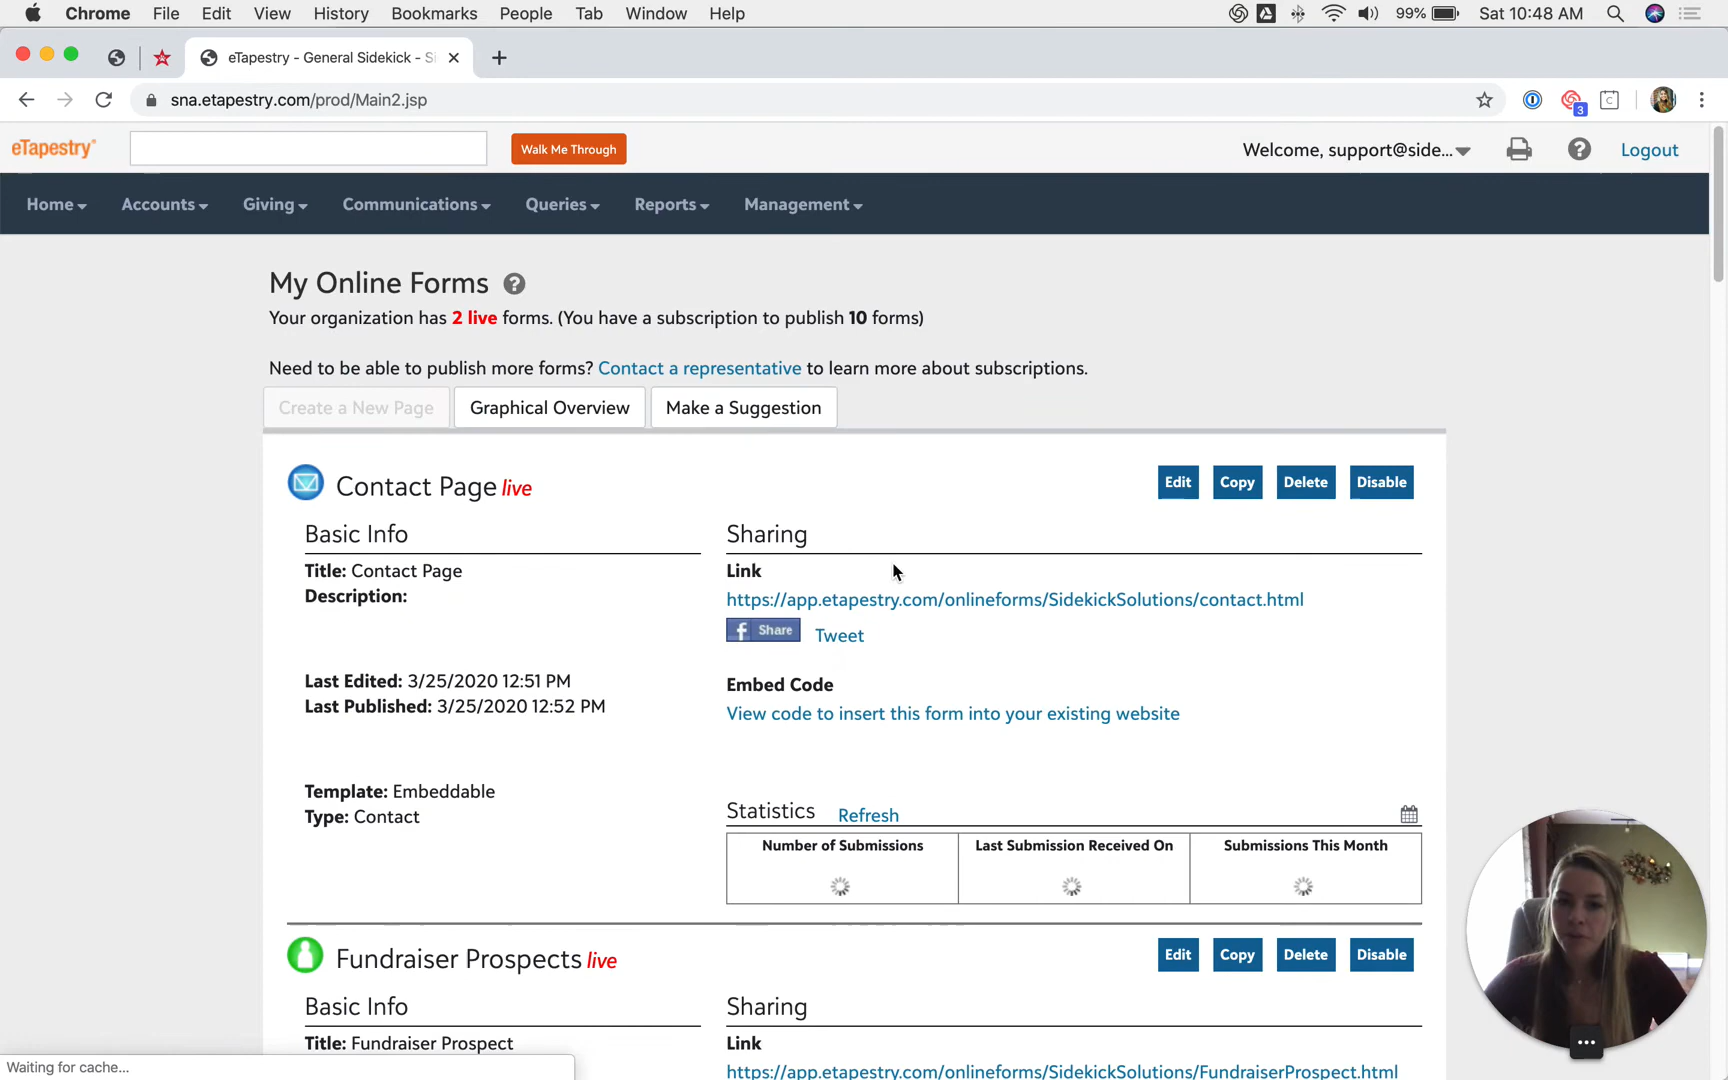 Chrome File Edit View History Bookmarks People Tab Window Help 99% Sat 10:48 AM
eTapestry - General Sidekick - Si
sna.etapestry.com/prod/Main2.jsp
3
eTapestry Walk Me Through Welcome, support@side... Logout
Home Accounts Giving Communications Queries Reports Management
My Online Forms ?
Your organization has 2 live forms. (You have a subscription to publish 10 forms)
Need to be able to publish more forms? Contact a representative to learn more about subscriptions.
Create a New Page Graphical Overview Make a Suggestion
Contact Page live Edit Copy Delete Disable
Basic Info Sharing
Title: Contact Page Link
Description: https://app.etapestry.com/onlineforms/SidekickSolutions/contact.html
f Share Tweet
Last Edited: 3/25/2020 12:51 PM Embed Code
Last Published: 3/25/2020 12:52 PM View code to insert this form into your existing website
Template: Embeddable
Type: Contact Statistics Refresh
Number of Submissions Last Submission Received On Submissions This Month
Fundraiser Prospects live Edit Copy Delete Disable
Basic Info Sharing
Title: Fundraiser Prospect Link
https://app.etapestry.com/onlineforms/SidekickSolutions/FundraiserProspect.html
Waiting for cache...